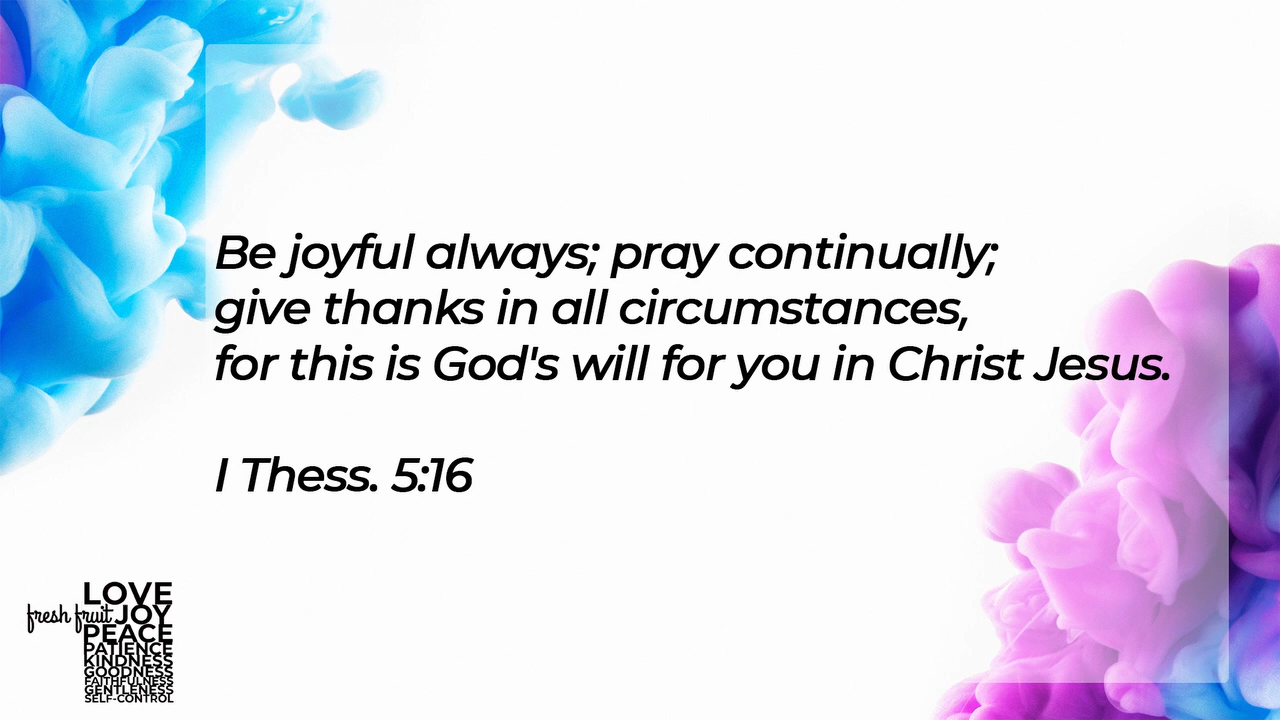 Be joyful always; pray continually;
give thanks in all circumstances,
for this is God's will for you in Christ Jesus.
I Thess. 5:16
fresh fruit
LOVE
JOY
PEACE
PATIENCE
KINDNESS
GOODNESS
FAITHFULNESS
GENTLENESS
SELF-CONTROL